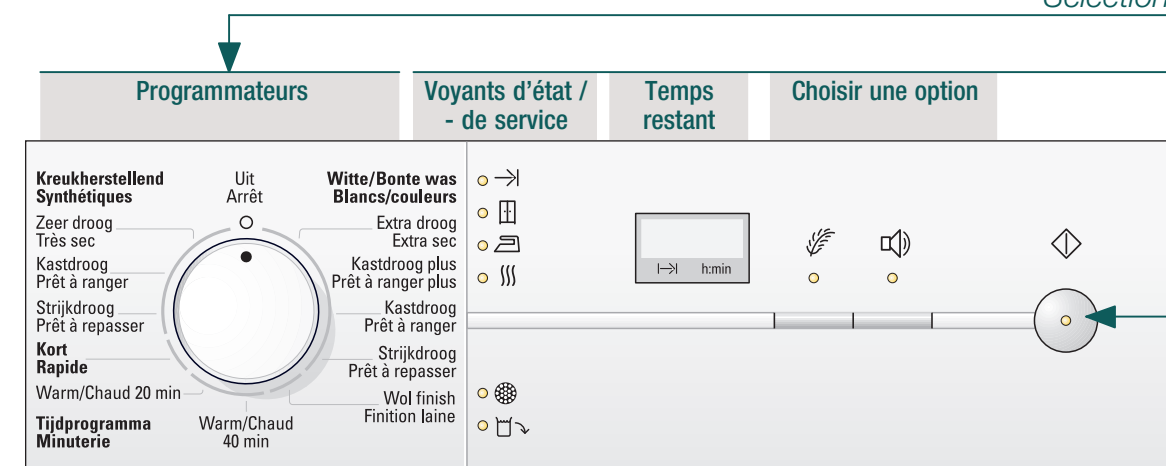 Sélection
Programmateurs
Voyants d'état /
- de service
Temps
restant
Choisir une option
Kreukherstellend
Synthétiques
Zeer droog
Très sec
Kastdroog
Prêt à ranger
Strijkdroog
Prêt à repasser
Kort
Rapide
Warm/Chaud 20 min
Tijdprogramma
Minuterie
Uit
Arrêt
Warm/Chaud
40 min
Witte/Bonte was
Blancs/couleurs
Extra droog
Extra sec
Kastdroog plus
Prêt à ranger plus
Kastdroog
Prêt à ranger
Strijkdroog
Prêt à repasser
Wol finish
Finition laine
h:min